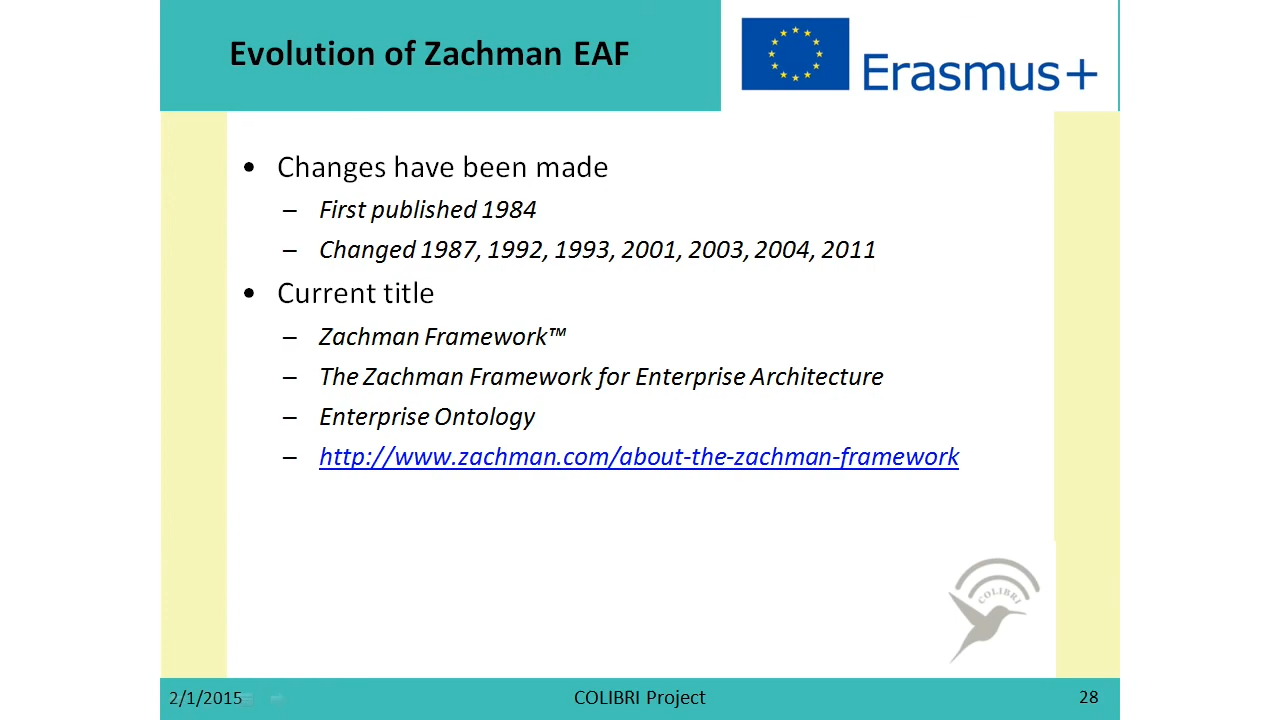 Evolution of Zachman EAF
Erasmus+
• Changes have been made
– First published 1984
– Changed 1987, 1992, 1993, 2001, 2003, 2004, 2011
• Current title
– Zachman Framework™
– The Zachman Framework for Enterprise Architecture
– Enterprise Ontology
– http://www.zachman.com/about-the-zachman-framework
COLIBRI
2/1/2015
COLIBRI Project
28